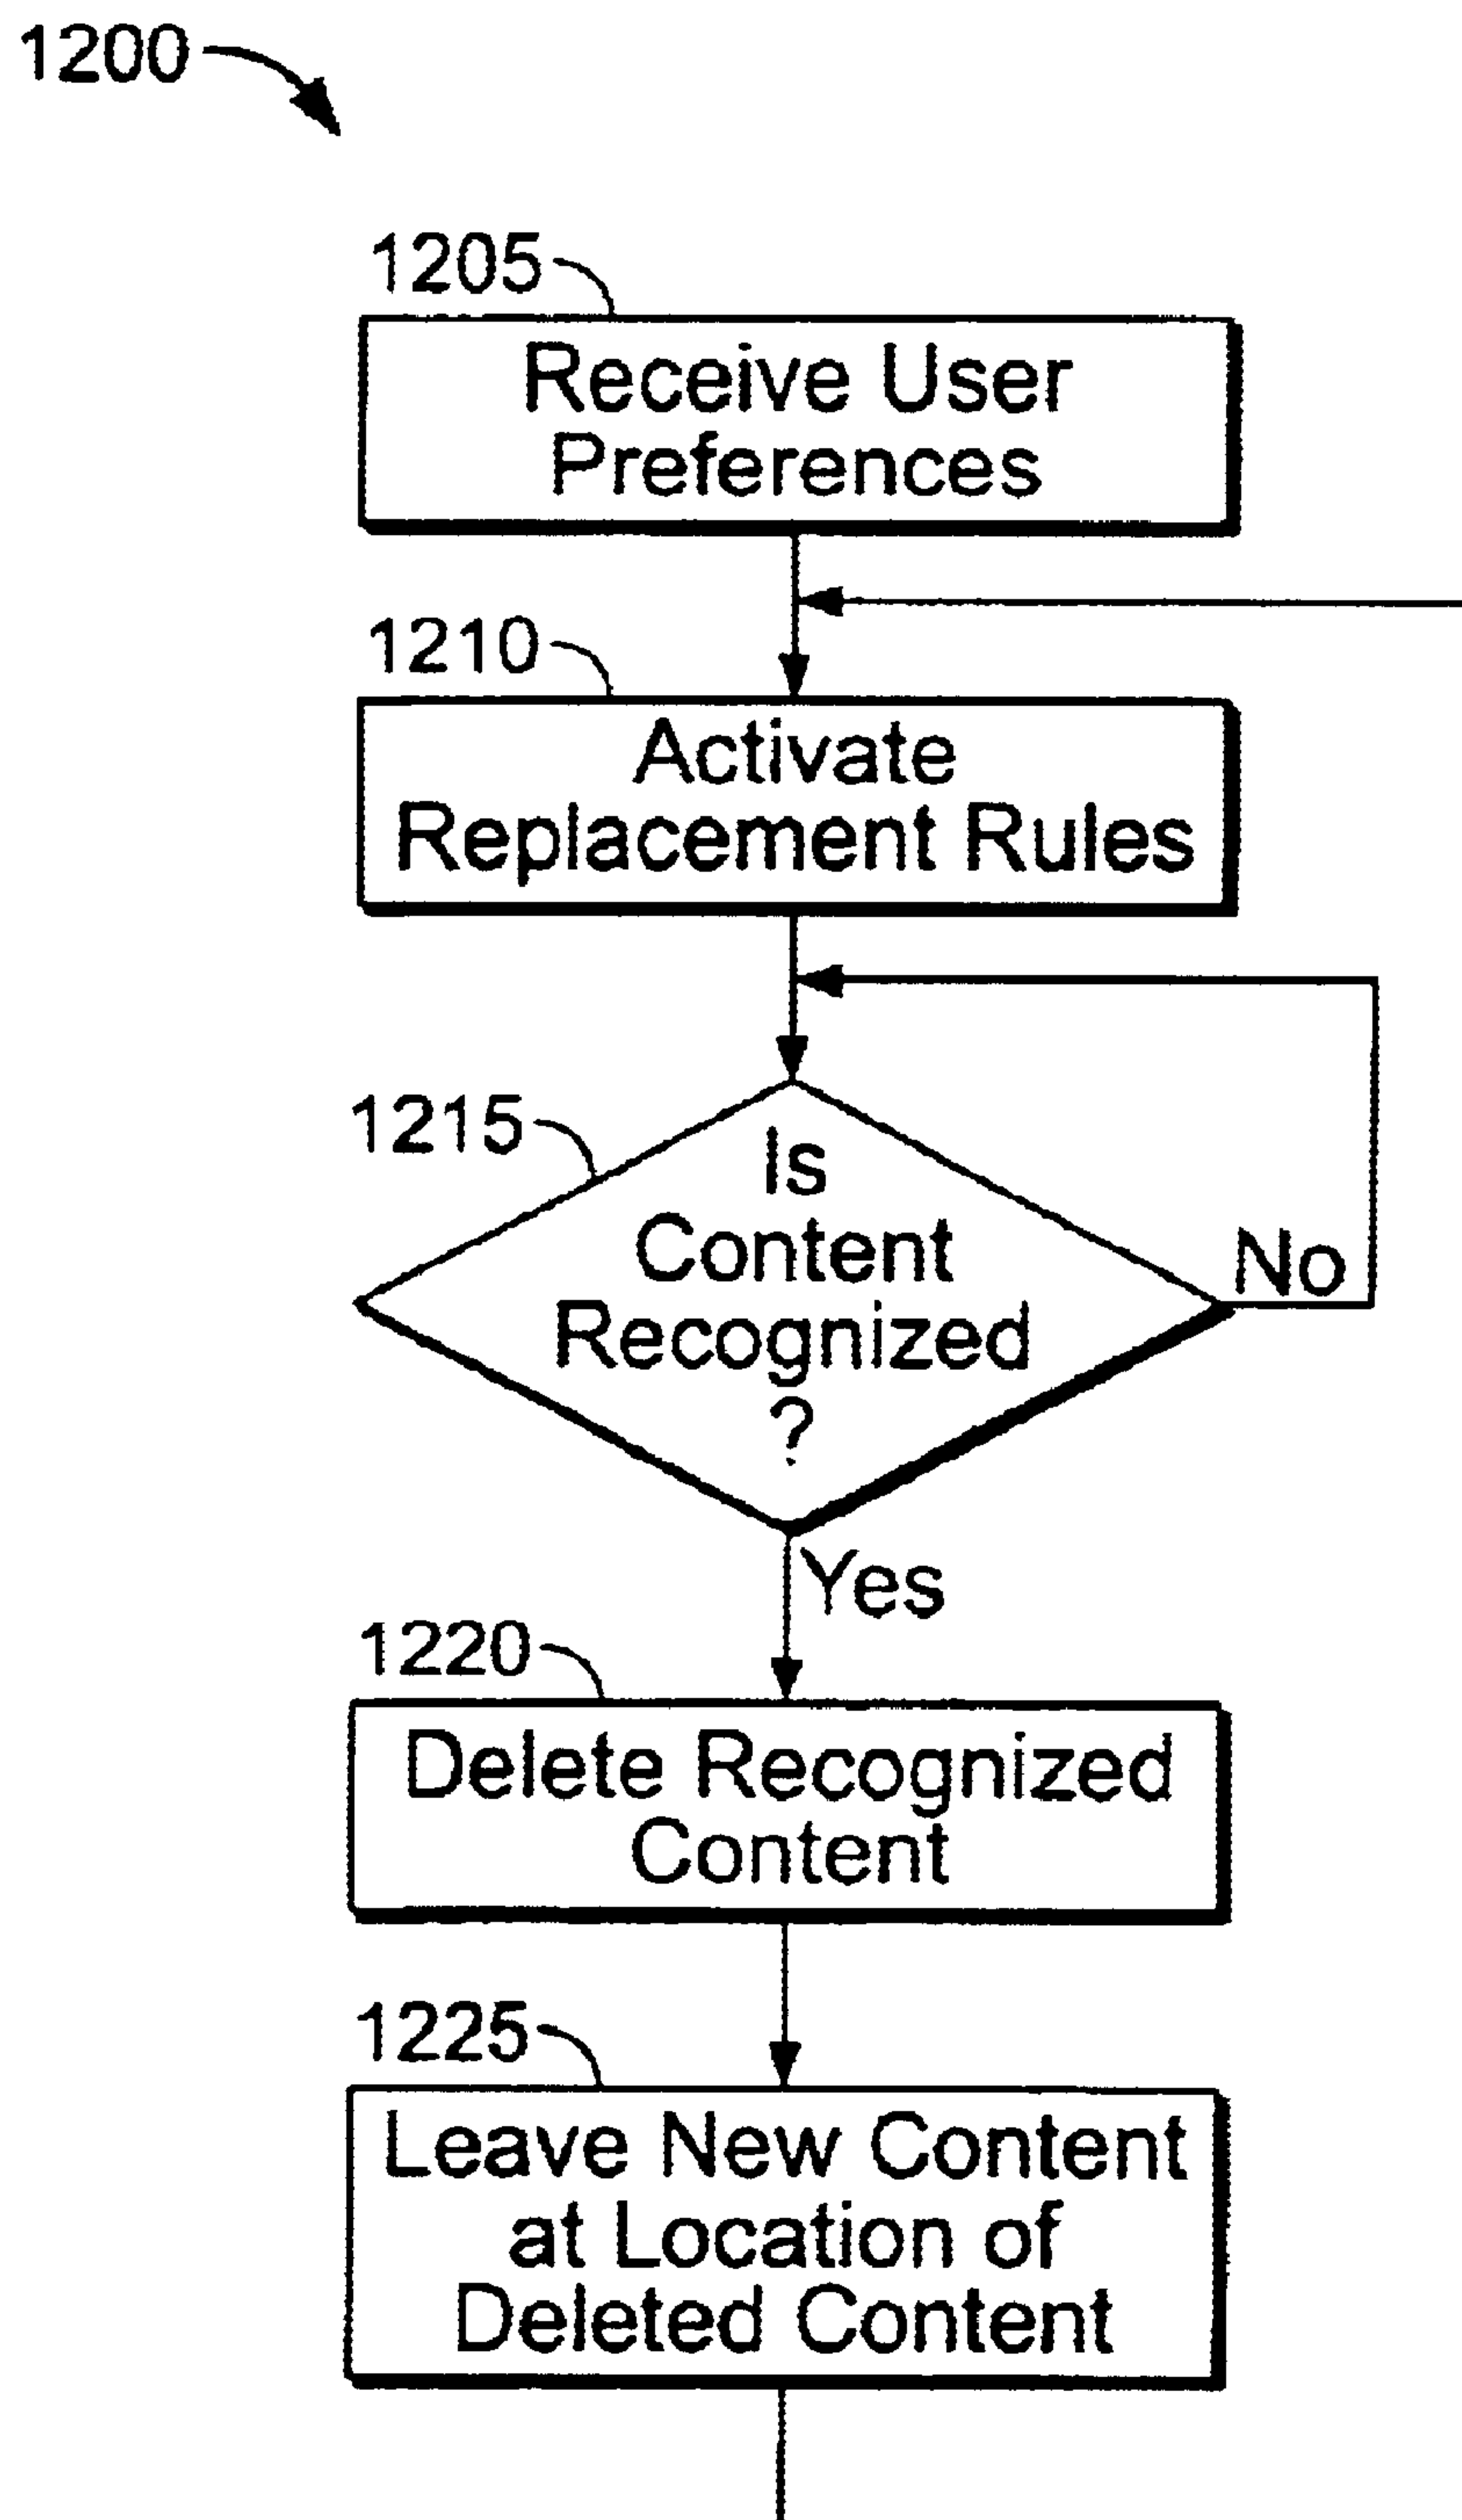 1200
1205
Receive User
Preferences
1210
Activate
Replacement Rules
1215
Is
Content
Recognized
?
No
Yes
1220
Delete Recognized
Content
1225
Leave New Content
at Location of
Deleted Content